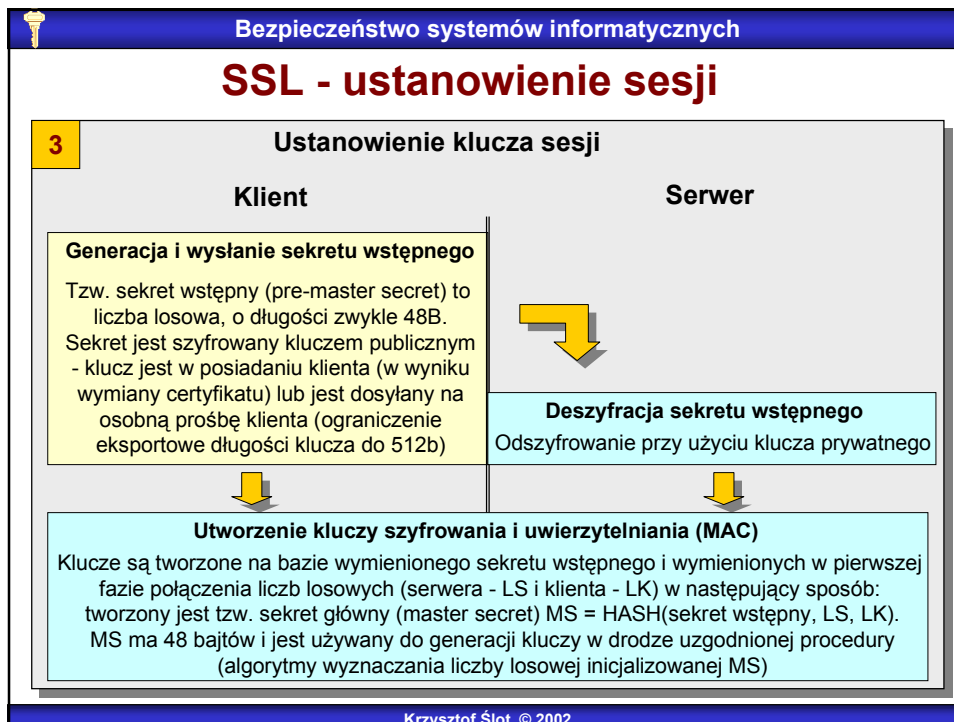 Bezpieczeństwo systemów informatycznych
SSL - ustanowienie sesji
3
Ustanowienie klucza sesji
Klient
Serwer
Generacja i wysłanie sekretu wstępnego
Tzw. sekret wstępny (pre-master secret) to
liczba losowa, o długości zwykle 48B.
Sekret jest szyfrowany kluczem publicznym
- klucz jest w posiadaniu klienta (w wyniku
wymiany certyfikatu) lub jest dosyłany na
osobną prośbę klienta (ograniczenie
eksportowe długości klucza do 512b)
Deszyfracja sekretu wstępnego
Odszyfrowanie przy użyciu klucza prywatnego
Utworzenie kluczy szyfrowania i uwierzytelniania (MAC)
Klucze są tworzone na bazie wymienionego sekretu wstępnego i wymienionych w pierwszej
fazie połączenia liczb losowych (serwera - LS i klienta - LK) w następujący sposób:
tworzony jest tzw. sekret główny (master secret) MS = HASH(sekret wstępny, LS, LK).
MS ma 48 bajtów i jest używany do generacji kluczy w drodze uzgodnionej procedury
(algorytmy wyznaczania liczby losowej inicjalizowanej MS)
Krzysztof Ślot, © 2002